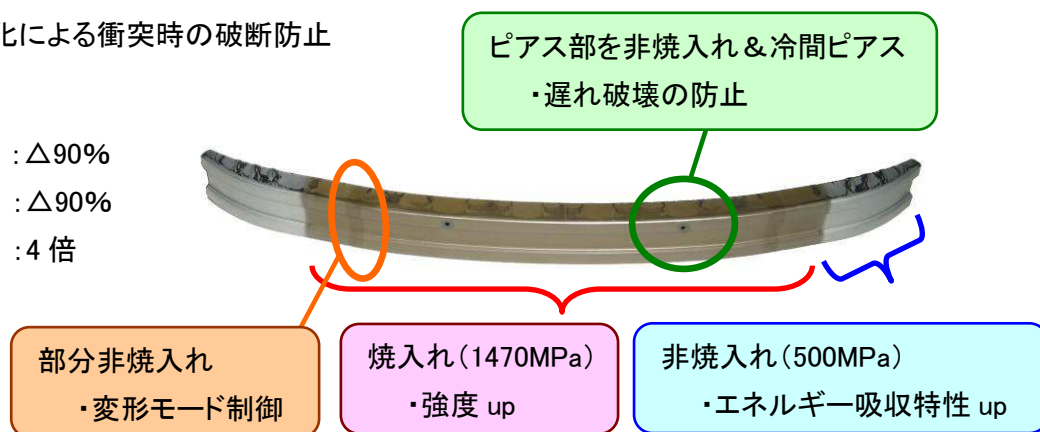 化による衝突時の破断防止
ピアス部を非焼入れ&冷間ピアス
・遅れ破壊の防止
:△90%
:△90%
:4 倍
部分非焼入れ
・変形モード制御
焼入れ(1470MPa)
・強度 up
非焼入れ(500MPa)
・エネルギー吸収特性 up